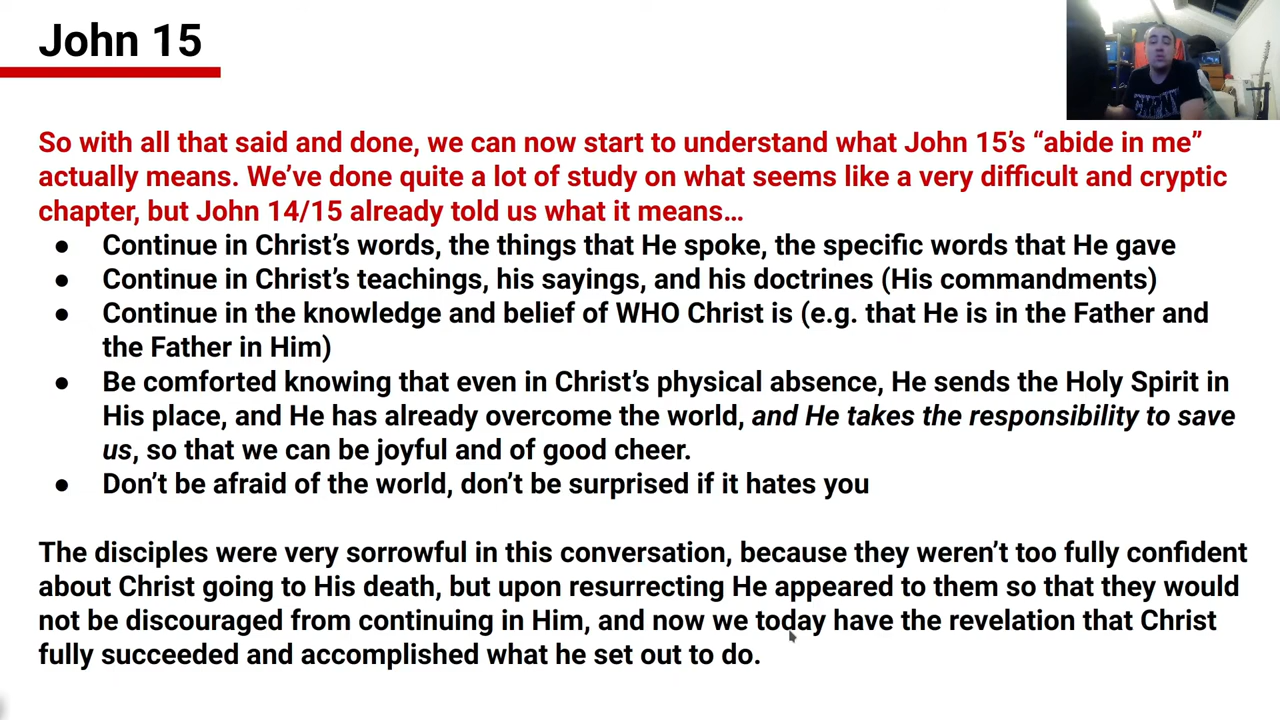 John 15
So with all that said and done, we can now start to understand what John 15’s “abide in me”
actually means. We’ve done quite a lot of study on what seems like a very difficult and cryptic
chapter, but John 14/15 already told us what it means…
● Continue in Christ’s words, the things that He spoke, the specific words that He gave
● Continue in Christ’s teachings, his sayings, and his doctrines (His commandments)
● Continue in the knowledge and belief of WHO Christ is (e.g. that He is in the Father and
the Father in Him)
● Be comforted knowing that even in Christ’s physical absence, He sends the Holy Spirit in
His place, and He has already overcome the world, and He takes the responsibility to save
us, so that we can be joyful and of good cheer.
● Don’t be afraid of the world, don’t be surprised if it hates you
The disciples were very sorrowful in this conversation, because they weren’t too fully confident
about Christ going to His death, but upon resurrecting He appeared to them so that they would
not be discouraged from continuing in Him, and now we today have the revelation that Christ
fully succeeded and accomplished what he set out to do.